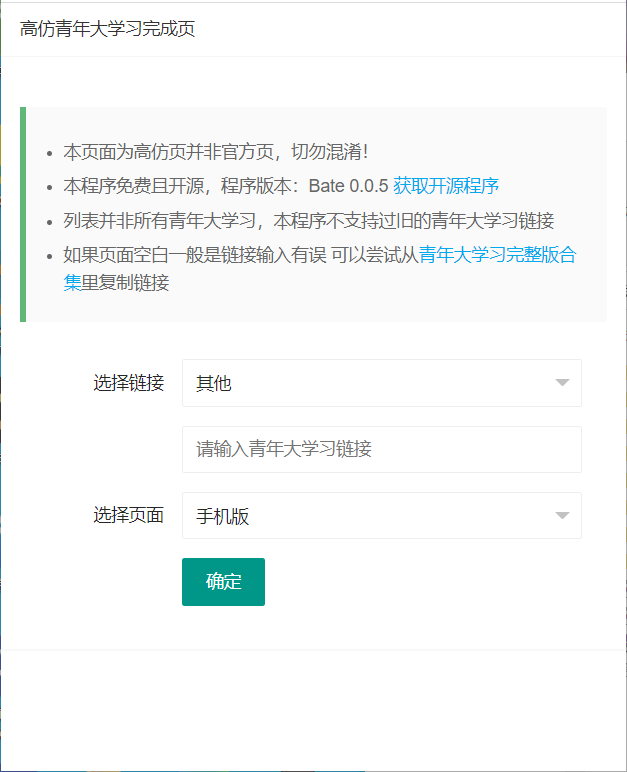 高仿青年大学习完成页
本页面为高仿页并非官方页，切勿混淆！
本程序免费且开源，程序版本：Bate 0.0.5 获取开源程序
列表并非所有青年大学习，本程序不支持过旧的青年大学习链接
如果页面空白一般是链接输入有误 可以尝试从青年大学习完整版合
集里复制链接
选择链接 其他
请输入青年大学习链接
选择页面 手机版
确定